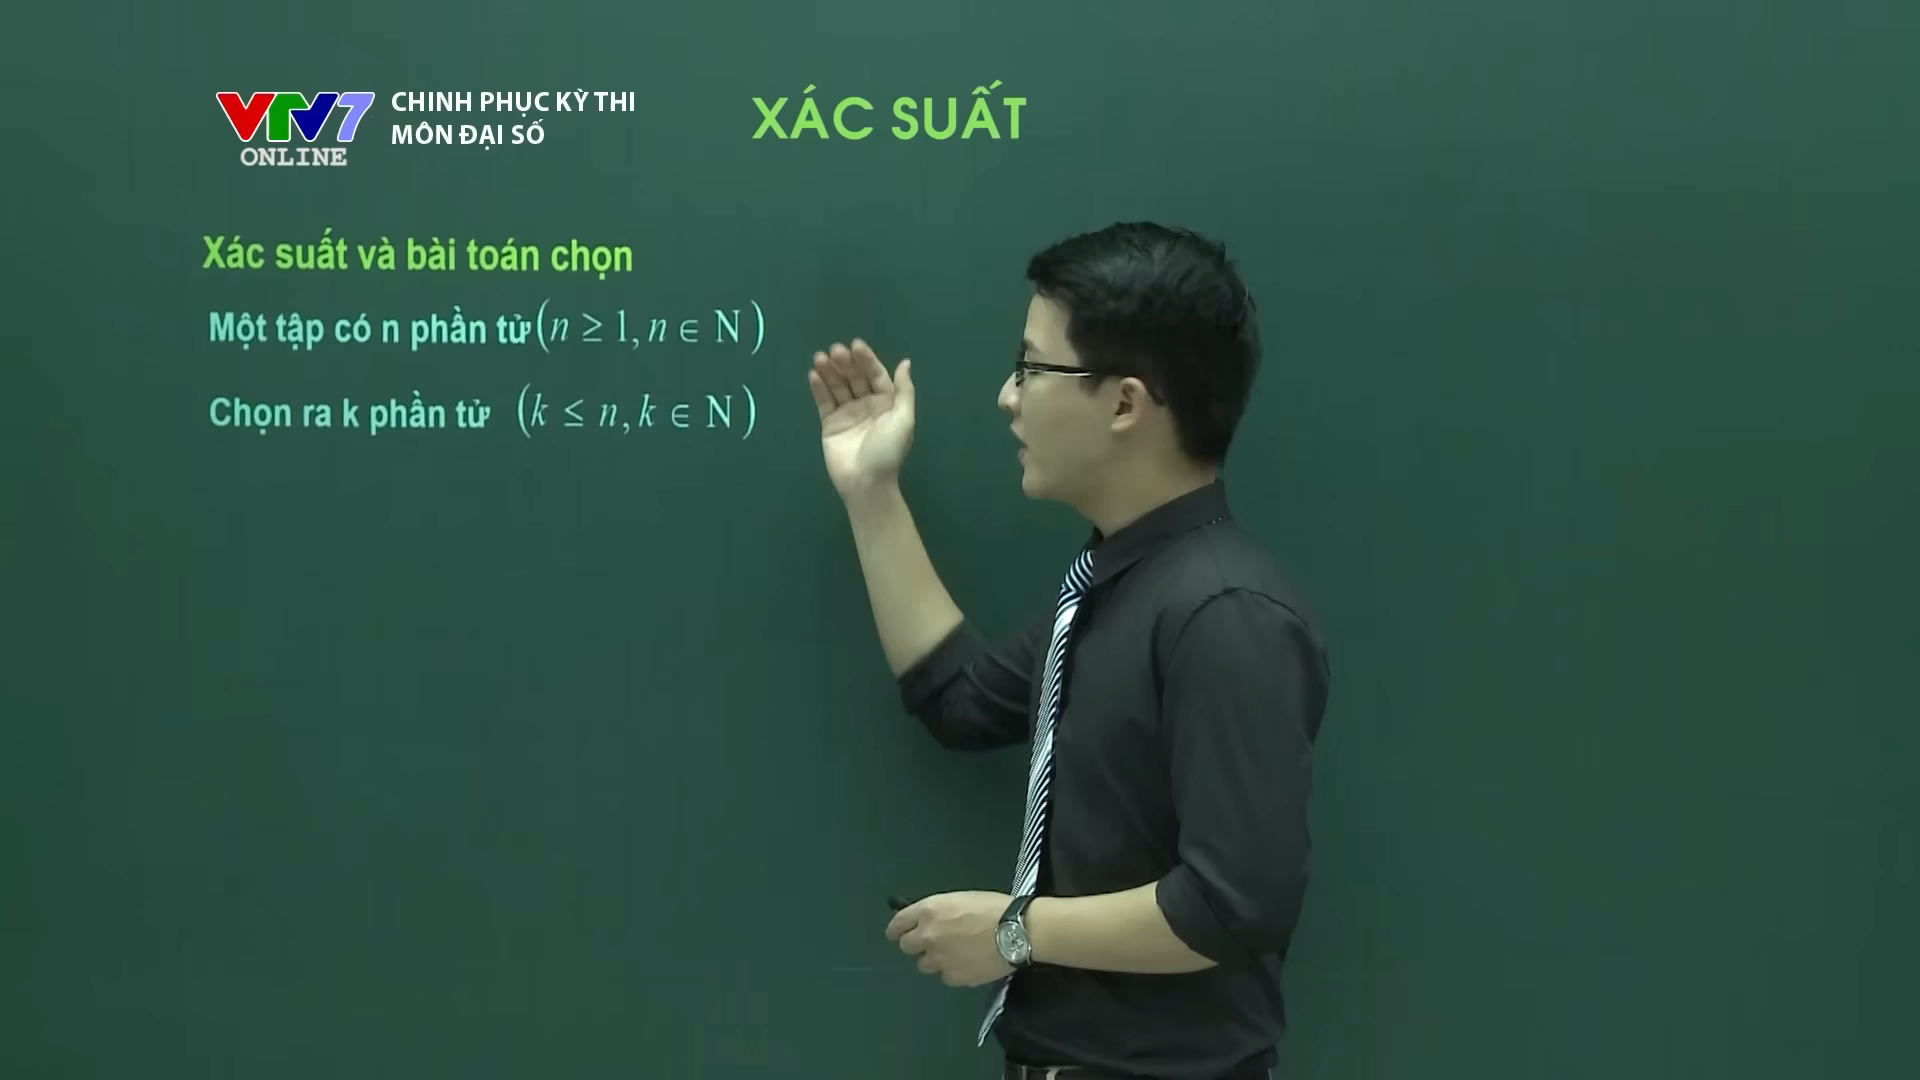 VTV7
ONLINE
CHINH PHỤC KỲ THI
MÔN ĐẠI SỐ
XÁC SUẤT
Xác suất và bài toán chọn
Một tập có n phần tử (n ≥ 1, n ∈ N)
Chọn ra k phần tử (k ≤ n, k ∈ N)